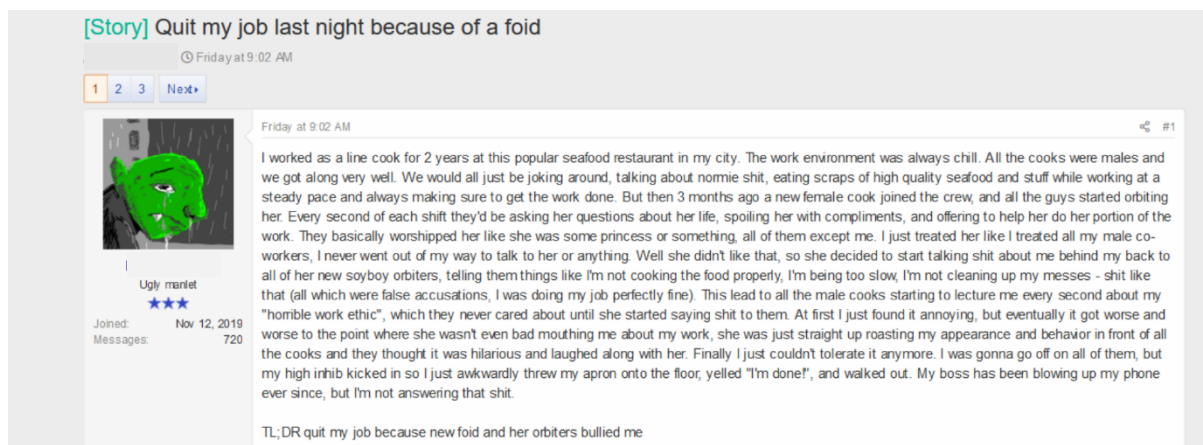 [Story] Quit my job last night because of a foid
Friday at 9:02 AM
1 2 3 Next
Friday at 9:02 AM #1
I worked as a line cook for 2 years at this popular seafood restaurant in my city. The work environment was always chill. All the cooks were males and
we got along very well. We would all just be joking around, talking about normie shit, eating scraps of high quality seafood and stuff while working at a
steady pace and always making sure to get the work done. But then 3 months ago a new female cook joined the crew, and all the guys started orbiting
her. Every second of each shift they'd be asking her questions about her life, spoiling her with compliments, and offering to help her do her portion of the
work. They basically worshipped her like she was some princess or something, all of them except me. I just treated her like I treated all my male co-
workers, I never went out of my way to talk to her or anything. Well she didn't like that, so she decided to start talking shit about me behind my back to
all of her new soyboy orbiters, telling them things like I'm not cooking the food properly, I'm being too slow, I'm not cleaning up my messes - shit like
that (all which were false accusations, I was doing my job perfectly fine). This lead to all the male cooks starting to lecture me every second about my
"horrible work ethic", which they never cared about until she started saying shit to them. At first I just found it annoying, but eventually it got worse and
worse to the point where she wasn't even bad mouthing me about my work, she was just straight up roasting my appearance and behavior in front of all
the cooks and they thought it was hilarious and laughed along with her. Finally I just couldn't tolerate it anymore. I was gonna go off on all of them, but
my high inhib kicked in so I just awkwardly threw my apron onto the floor, yelled "I'm done!", and walked out. My boss has been blowing up my phone
ever since, but I'm not answering that shit.
TL;DR quit my job because new foid and her orbiters bullied me
Ugly manlet
Joined: Nov 12, 2019
Messages: 720